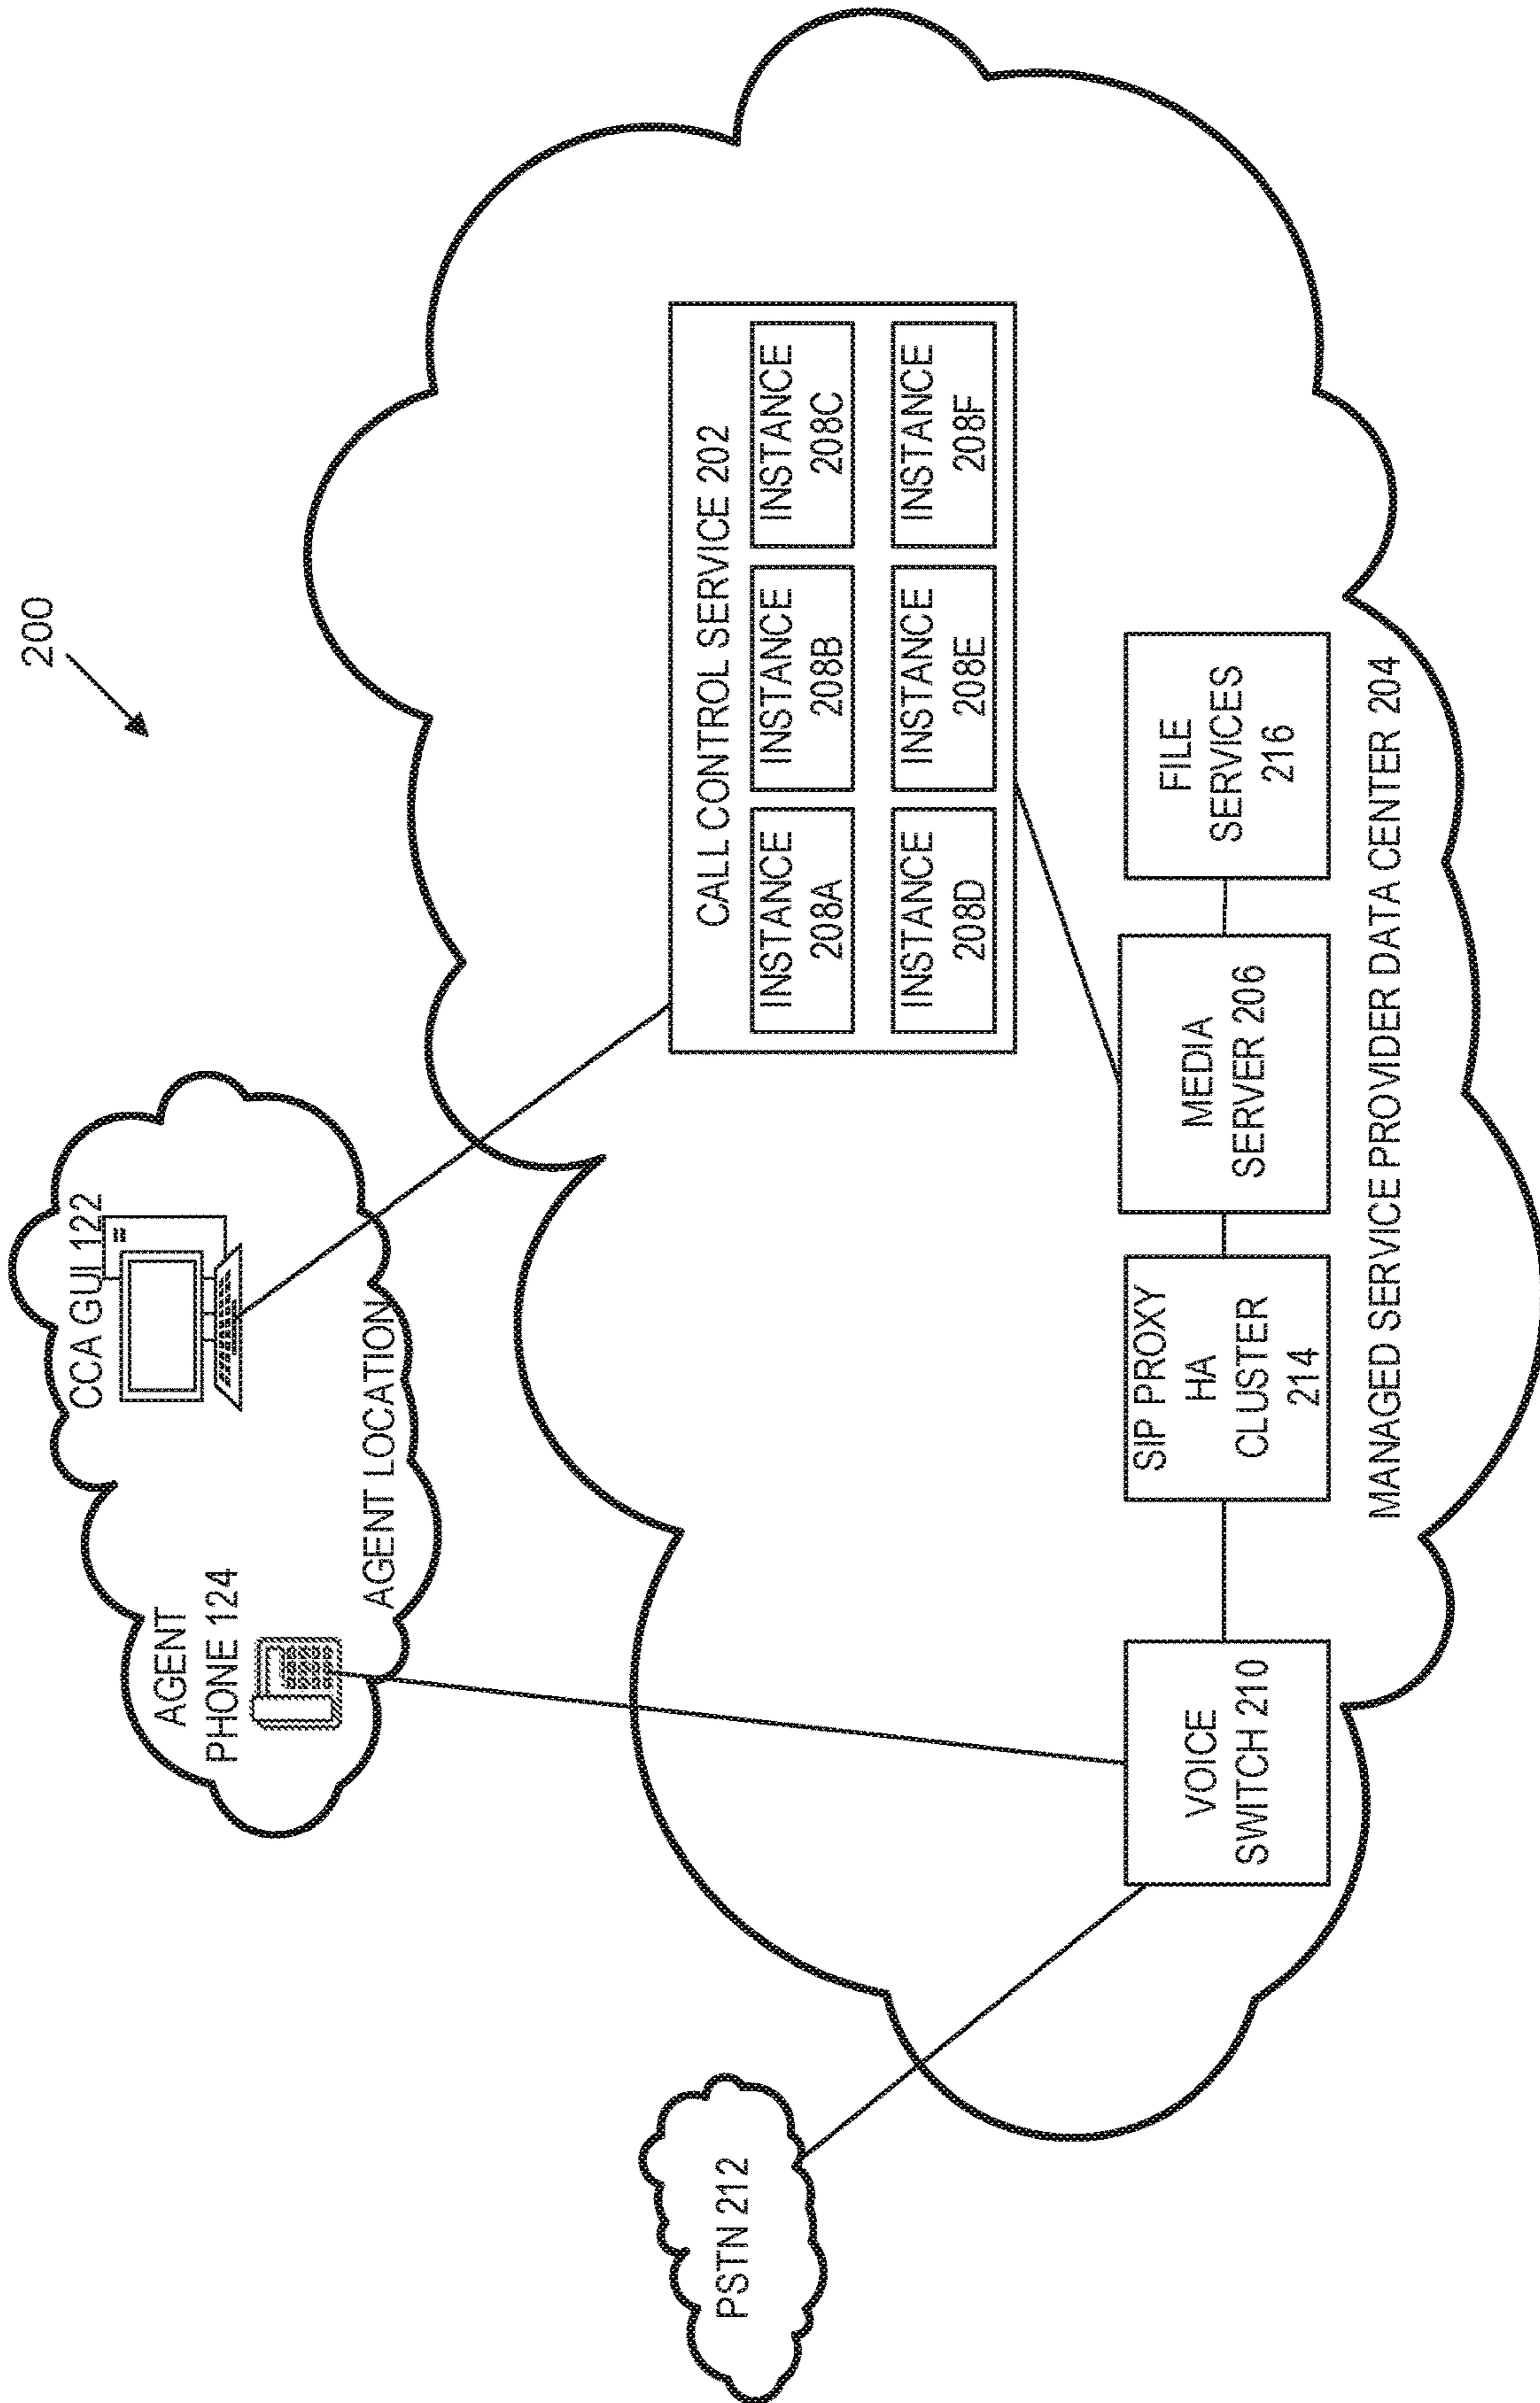 200
CCA GUI 122
AGENT
PHONE 124
AGENT LOCATION
PSTN 212
CALL CONTROL SERVICE 202
INSTANCE
208A
INSTANCE
208B
INSTANCE
208C
INSTANCE
208D
INSTANCE
208E
INSTANCE
208F
VOICE
SWITCH 210
SIP PROXY
HA
CLUSTER
214
MEDIA
SERVER 206
FILE
SERVICES
216
MANAGED SERVICE PROVIDER DATA CENTER 204